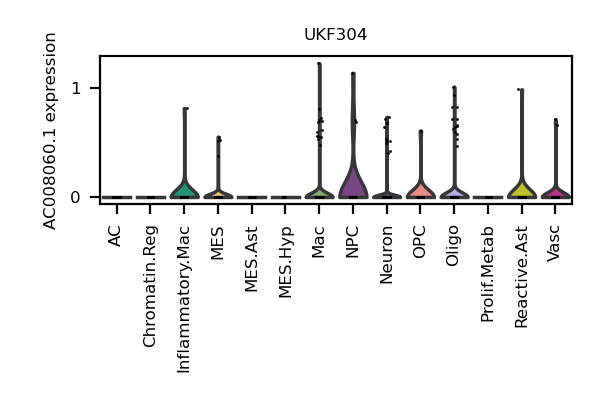 UKF304
AC008060.1 expression
1
0
AC
Chromatin.Reg
Inflammatory.Mac
MES
MES.Ast
MES.Hyp
Mac
NPC
Neuron
OPC
Oligo
Prolif.Metab
Reactive.Ast
Vasc